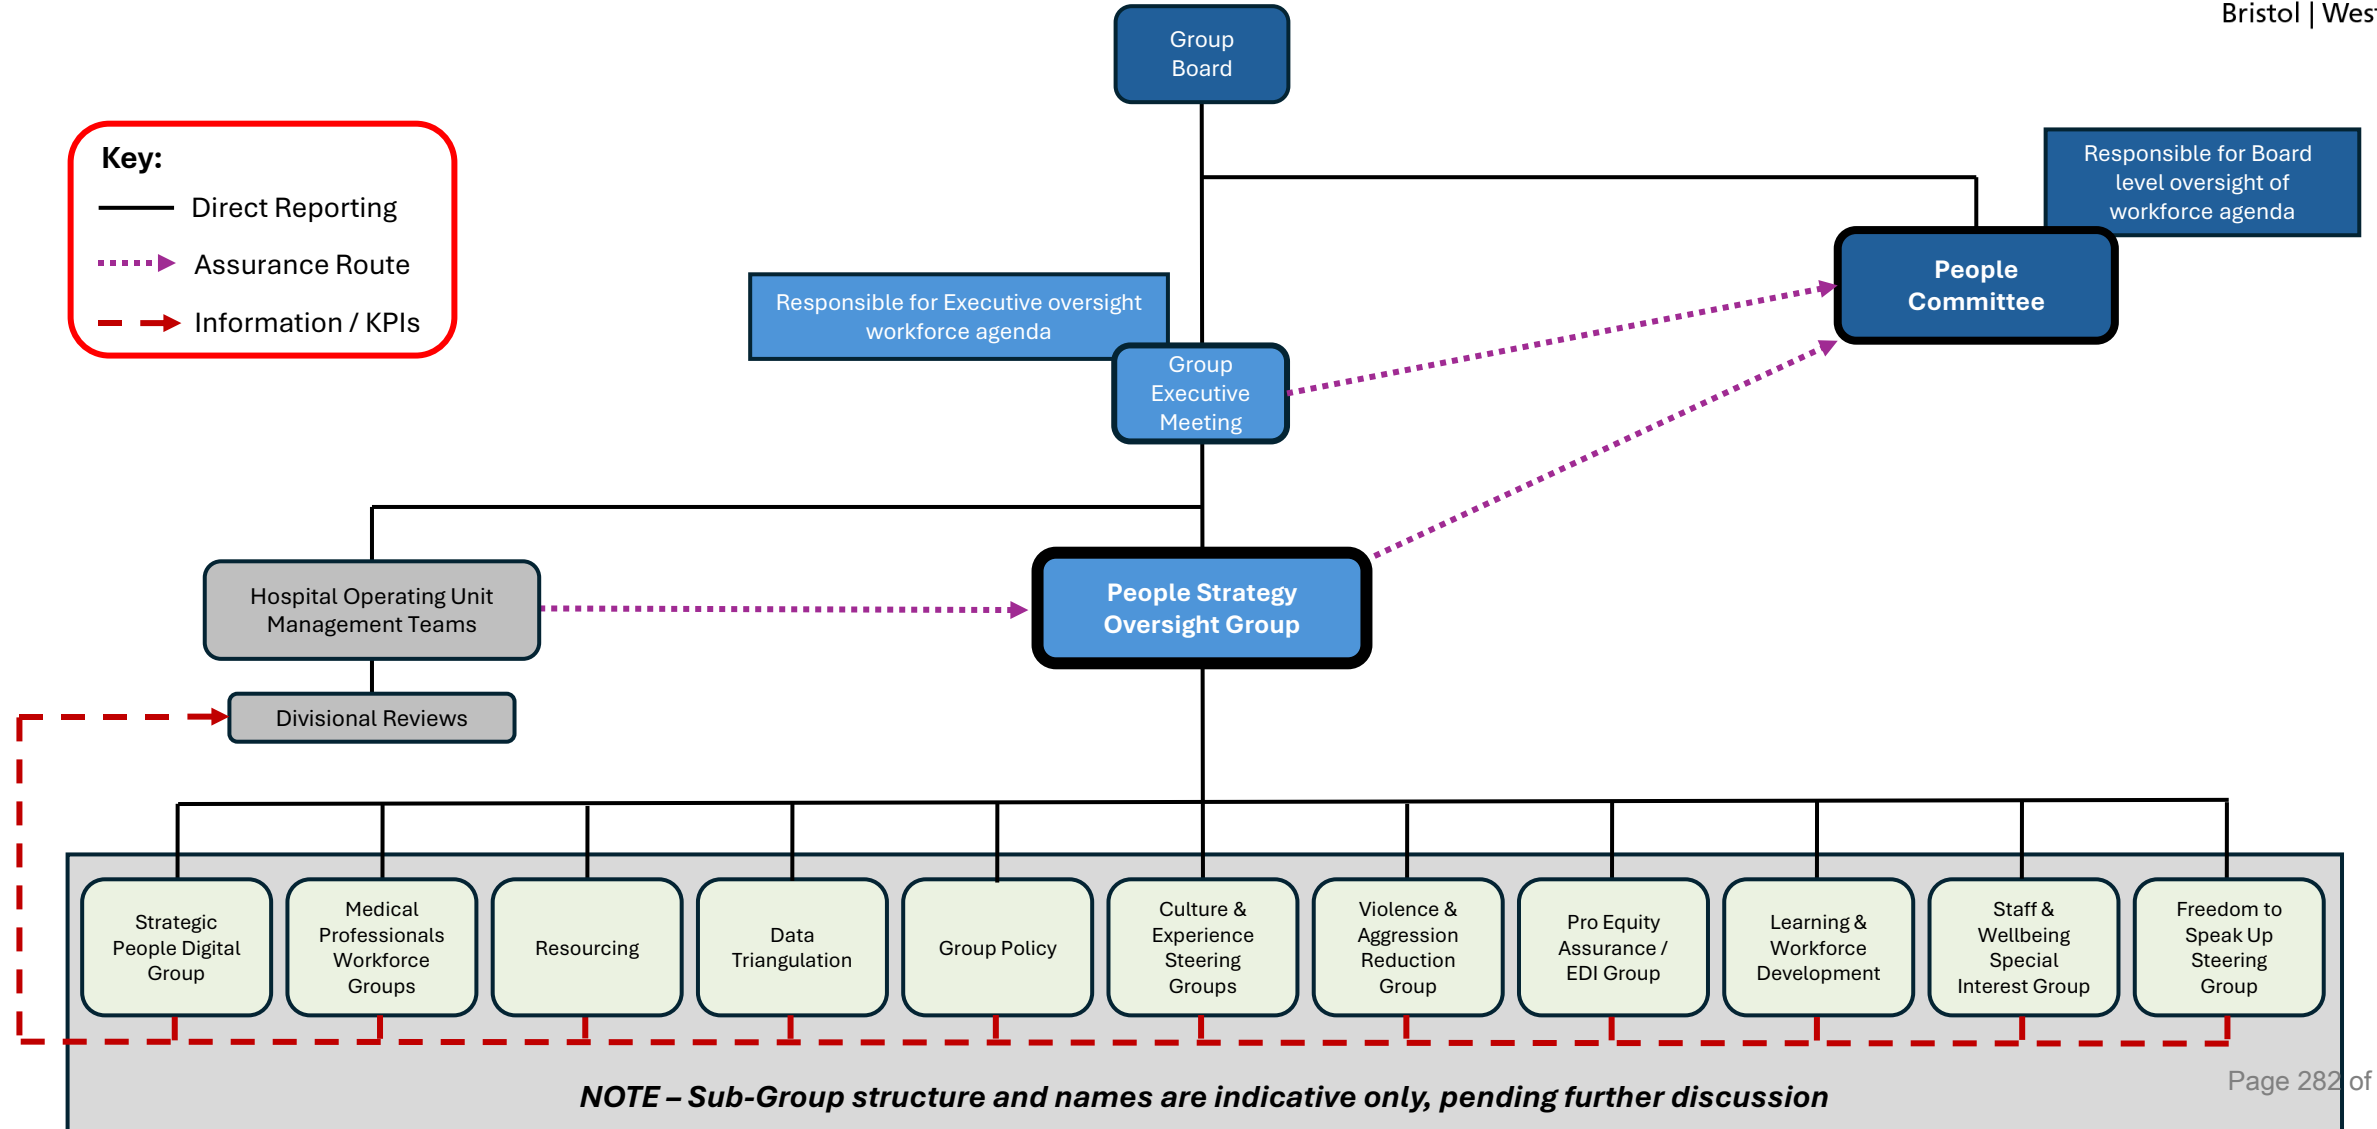 Bristol | Wes
Group
Board
Key:
Direct Reporting
Assurance Route
Information / KPIs
Responsible for Board
level oversight of
workforce agenda
People
Committee
Responsible for Executive oversight
workforce agenda
Group
Executive
Meeting
Hospital Operating Unit
Management Teams
People Strategy
Oversight Group
Divisional Reviews
Strategic
People Digital
Group
Medical
Professionals
Workforce
Groups
Resourcing
Data
Triangulation
Group Policy
Culture &
Experience
Steering
Groups
Violence &
Aggression
Reduction
Group
Pro Equity
Assurance /
EDI Group
Learning &
Workforce
Development
Staff &
Wellbeing
Special
Interest Group
Freedom to
Speak Up
Steering
Group
Page 282 of
NOTE – Sub-Group structure and names are indicative only, pending further discussion